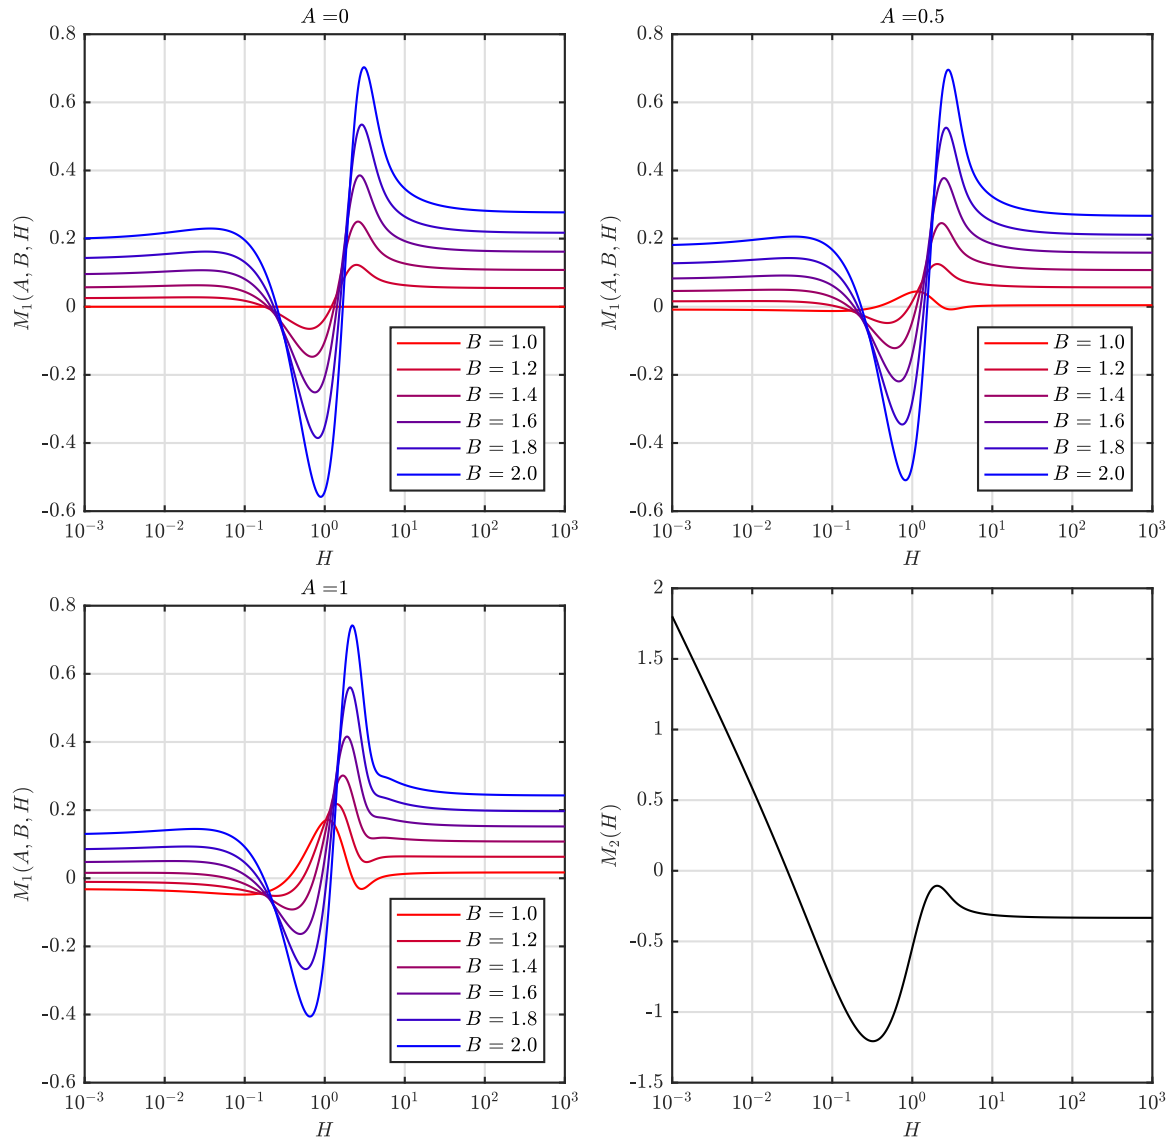 A =0
0.8
0.6
0.4
0.2
0
-0.2
-0.4
-0.6
M₁(A, B, H)
B = 1.0
B = 1.2
B = 1.4
B = 1.6
B = 1.8
B = 2.0
10⁻³ 10⁻² 10⁻¹ 10⁰ 10¹ 10² 10³
H
A =0.5
0.8
0.6
0.4
0.2
0
-0.2
-0.4
-0.6
M₁(A, B, H)
B = 1.0
B = 1.2
B = 1.4
B = 1.6
B = 1.8
B = 2.0
10⁻³ 10⁻² 10⁻¹ 10⁰ 10¹ 10² 10³
H
A =1
0.8
0.6
0.4
0.2
0
-0.2
-0.4
-0.6
M₁(A, B, H)
B = 1.0
B = 1.2
B = 1.4
B = 1.6
B = 1.8
B = 2.0
10⁻³ 10⁻² 10⁻¹ 10⁰ 10¹ 10² 10³
H
2
1.5
1
0.5
0
-0.5
-1
-1.5
M₂(H)
10⁻³ 10⁻² 10⁻¹ 10⁰ 10¹ 10² 10³
H